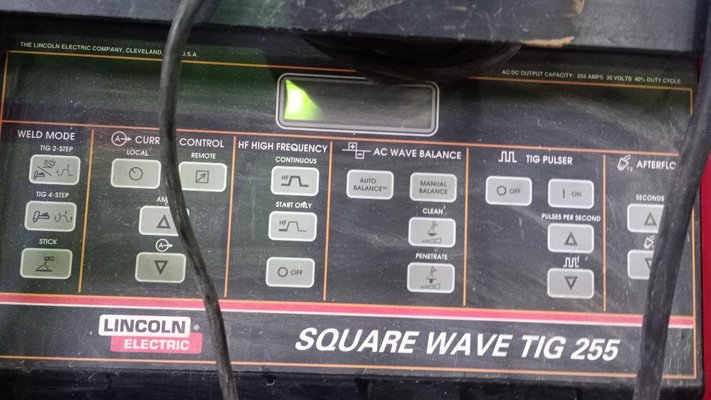 THE LINCOLN ELECTRIC COMPANY, CLEVELAND, U.S.A.
AC/DC OUTPUT CAPACITY: 255 AMPS 30 VOLTS 40% DUTY CYCLE
WELD MODE
TIG 2-STEP
TIG 4-STEP
STICK
A CONTROL
LOCAL
REMOTE
A
HF HIGH FREQUENCY
CONTINUOUS
HF
START ONLY
HF
OFF
AC WAVE BALANCE
AUTO
BALANCE™
MANUAL
BALANCE
CLEAN
PENETRATE
TIG PULSER
OFF
ON
PULSES PER SECOND
SECONDS
LINCOLN ®
ELECTRIC
SQUARE WAVE TIG 255